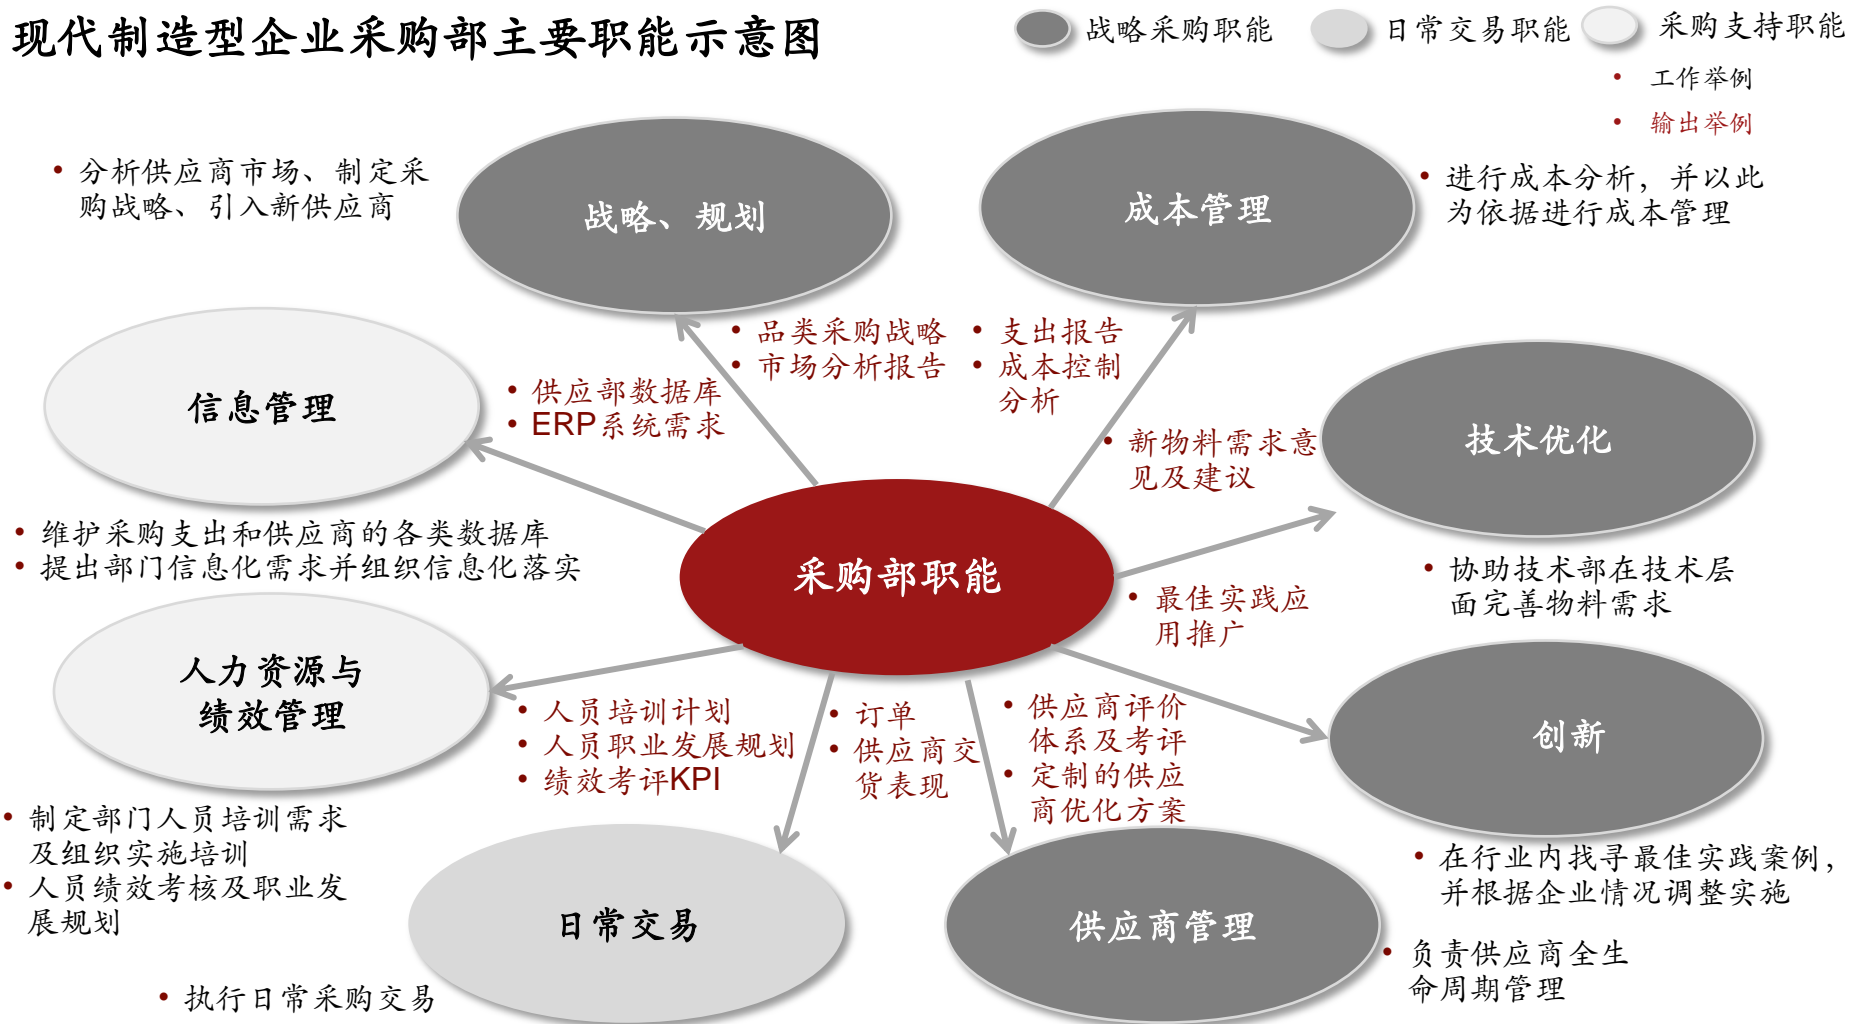 现代制造型企业采购部主要职能示意图
战略采购职能
日常交易职能
采购支持职能
• 工作举例
• 输出举例
• 分析供应商市场、制定采
购战略、引入新供应商
战略、规划
成本管理
• 进行成本分析，并以此
为依据进行成本管理
• 品类采购战略
• 市场分析报告
• 支出报告
• 成本控制
分析
信息管理
• 供应部数据库
• ERP系统需求
• 新物料需求意
见及建议
技术优化
• 维护采购支出和供应商的各类数据库
• 提出部门信息化需求并组织信息化落实
采购部职能
• 协助技术部在技术层
面完善物料需求
• 最佳实践应
用推广
人力资源与
绩效管理
• 人员培训计划
• 人员职业发展规划
• 绩效考评KPI
• 订单
• 供应商交
货表现
• 供应商评价
体系及考评
• 定制的供应
商优化方案
创新
• 制定部门人员培训需求
及组织实施培训
• 人员绩效考核及职业发
展规划
• 在行业内找寻最佳实践案例，
并根据企业情况调整实施
日常交易
供应商管理
• 负责供应商全生
命周期管理
• 执行日常采购交易